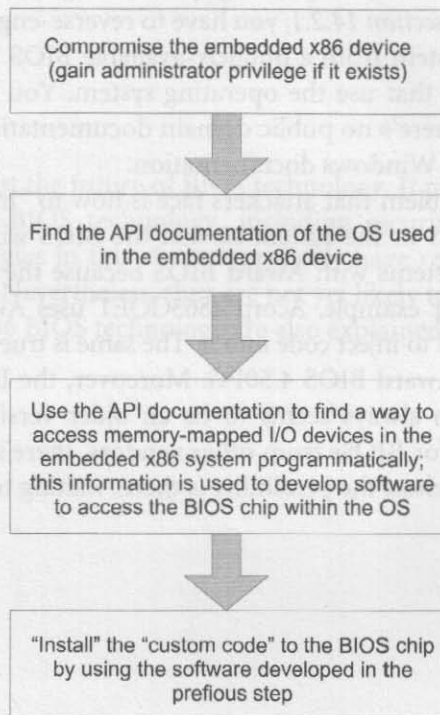 Compromise the embedded x86 device
(gain administrator privilege if it exists)
Find the API documentation of the OS used
in the embedded x86 device
Use the API documentation to find a way to
access memory-mapped I/O devices in the
embedded x86 system programmatically;
this information is used to develop software
to access the BIOS chip within the OS
“Install” the “custom code” to the BIOS chip
by using the software developed in the
prefious step